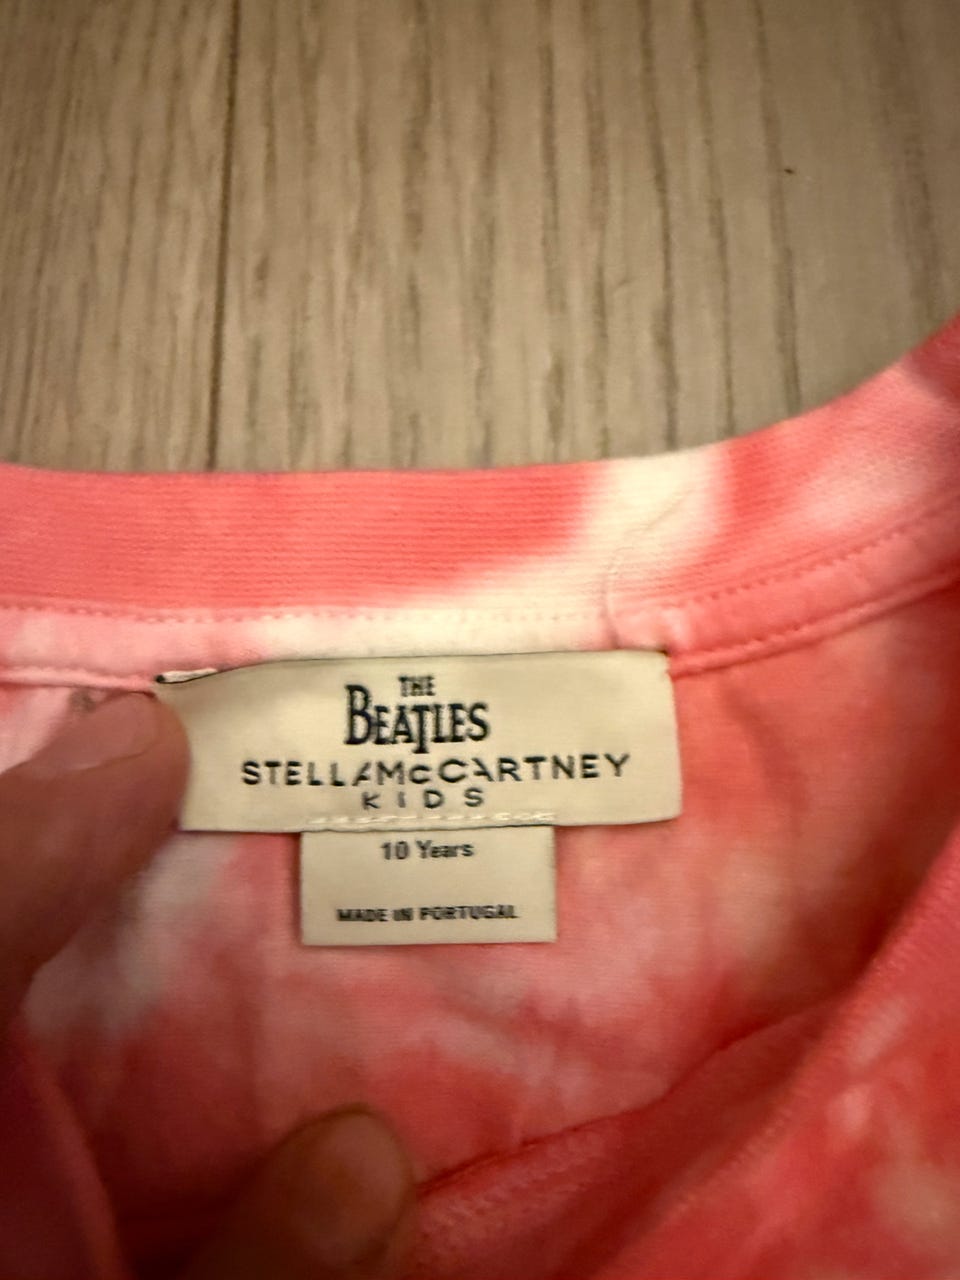 THE
BEATLES
STELLAMcCARTNEY
KIDS
10 Years
MADE IN PORTUGAL